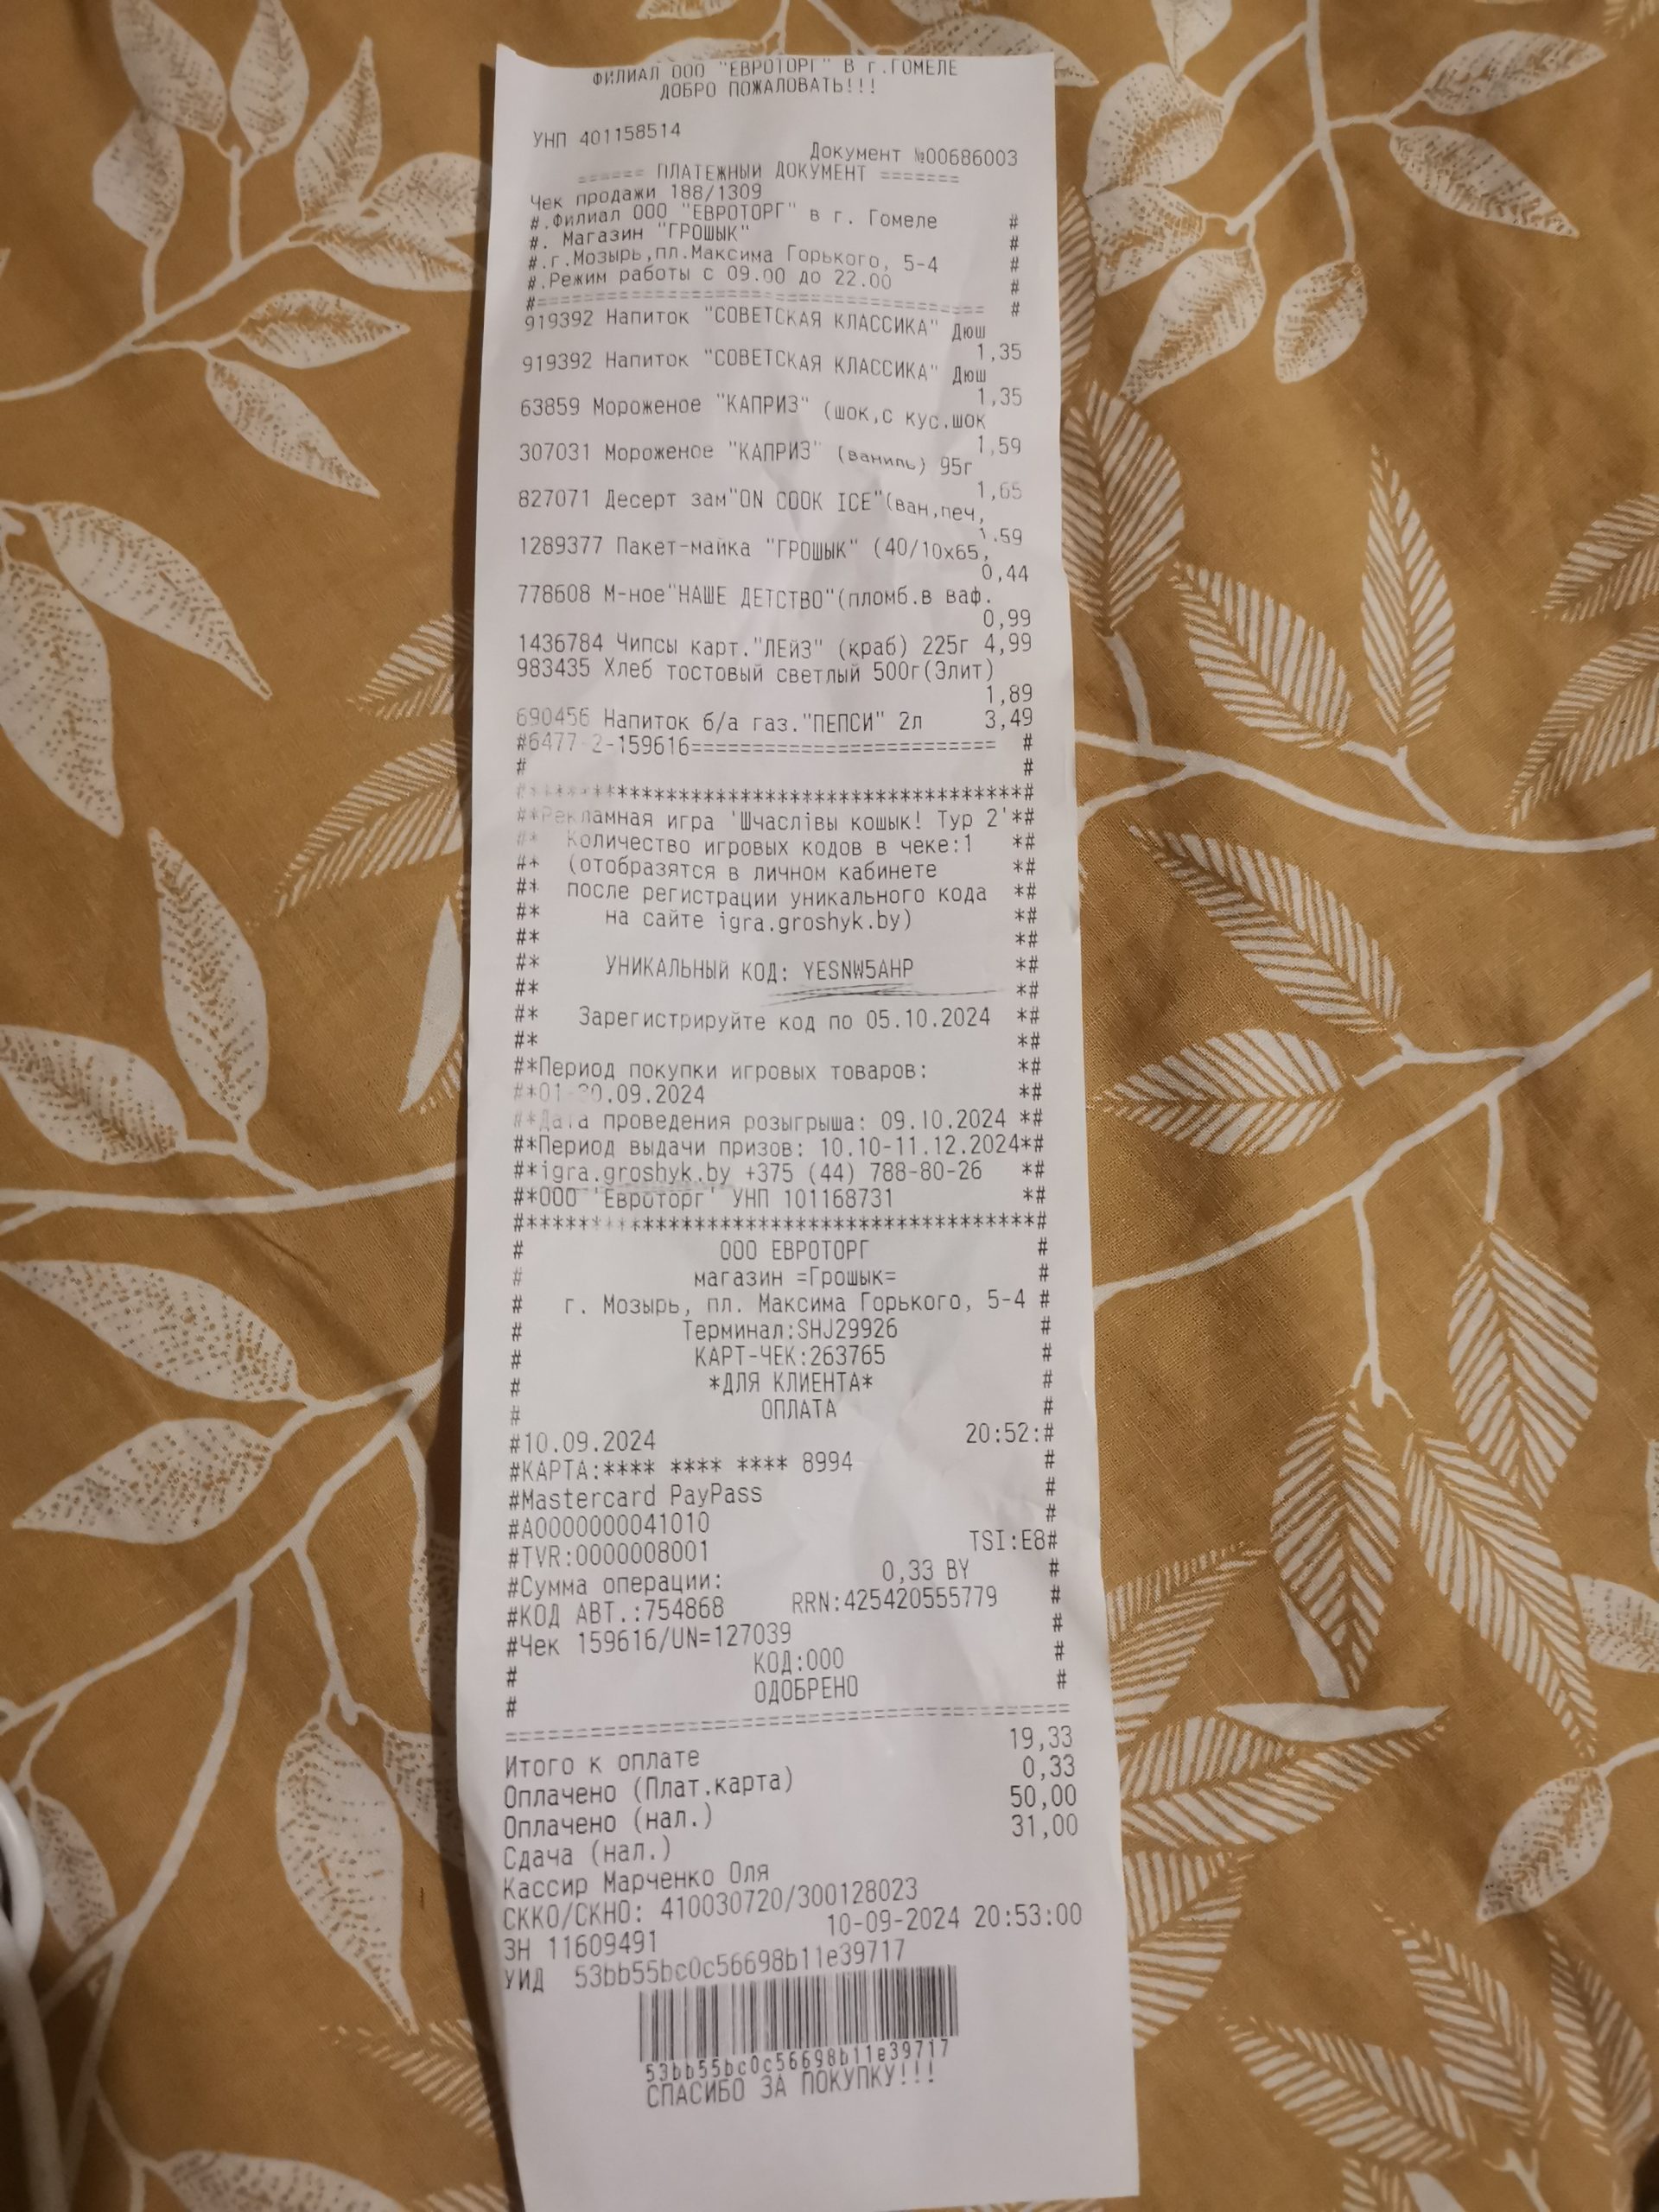 ФИЛИАЛ ООО "ЕВРОТОРГ" В г.ГОМЕЛЕ
ДОБРО ПОЖАЛОВАТЬ!!!
УНП 401158514
Документ №00686003
====== ПЛАТЕЖНЫЙ ДОКУМЕНТ =======
Чек продажи 188/1309
#.Филиал ООО "ЕВРОТОРГ" в г. Гомеле #
#. Магазин "ГРОШЫК" #
#.г.Мозырь,пл.Максима Горького, 5-4 #
#.Режим работы с 09.00 до 22.00 #
#===================================== #
919392 Напиток "СОВЕТСКАЯ КЛАССИКА" Дюш
1,35
919392 Напиток "СОВЕТСКАЯ КЛАССИКА" Дюш
1,35
63859 Мороженое "КАПРИЗ" (шок,с кус.шок
1,59
307031 Мороженое "КАПРИЗ" (ваниль) 95г
1,65
827071 Десерт зам"ON COOK ICE"(ван,печ,
1,59
1289377 Пакет-майка "ГРОШЫК" (40/10х65,
0,44
778608 М-ное"НАШЕ ДЕТСТВО"(пломб.в ваф.
0,99
1436784 Чипсы карт."ЛЕЙЗ" (краб) 225г 4,99
983435 Хлеб тостовый светлый 500г(Элит)
1,89
690456 Напиток б/а газ."ПЕПСИ" 2л 3,49
#6477-2-159616========================= #
# #
#****************************************#
#*Рекламная игра 'Шчаслівы кошык! Тур 2'*#
#* Количество игровых кодов в чеке:1 *#
#* (отобразятся в личном кабинете *#
#* после регистрации уникального кода *#
#* на сайте igra.groshyk.by) *#
#* *#
#* УНИКАЛЬНЫЙ КОД: YESNW5AHP *#
#* *#
#* Зарегистрируйте код по 05.10.2024 *#
#* *#
#*Период покупки игровых товаров: *#
#*01-30.09.2024 *#
#*Дата проведения розыгрыша: 09.10.2024 *#
#*Период выдачи призов: 10.10-11.12.2024*#
#*igra.groshyk.by +375 (44) 788-80-26 *#
#*ООО 'Евроторг' УНП 101168731 *#
#****************************************#
# ООО ЕВРОТОРГ #
# магазин =Грошык= #
# г. Мозырь, пл. Максима Горького, 5-4 #
# Терминал:SHJ29926 #
# КАРТ-ЧЕК:263765 #
# *ДЛЯ КЛИЕНТА* #
# ОПЛАТА #
#10.09.2024 20:52:#
#КАРТА:**** **** **** 8994 #
#Mastercard PayPass #
#A0000000041010 #
#TVR:0000008001 TSI:E8#
#Сумма операции: 0,33 BY #
#КОД АВТ.:754868 RRN:425420555779 #
#Чек 159616/UN=127039 #
# КОД:000 #
# ОДОБРЕНО #
========================================
Итого к оплате 19,33
Оплачено (Плат.карта) 0,33
Оплачено (нал.) 50,00
Сдача (нал.) 31,00
Кассир Марченко Оля
СККО/СКНО: 410030720/300128023
ЗН 11609491 10-09-2024 20:53:00
УИД 53bb55bc0c56698b11e39717
53bb55bc0c56698b11e39717
СПАСИБО ЗА ПОКУПКУ!!!